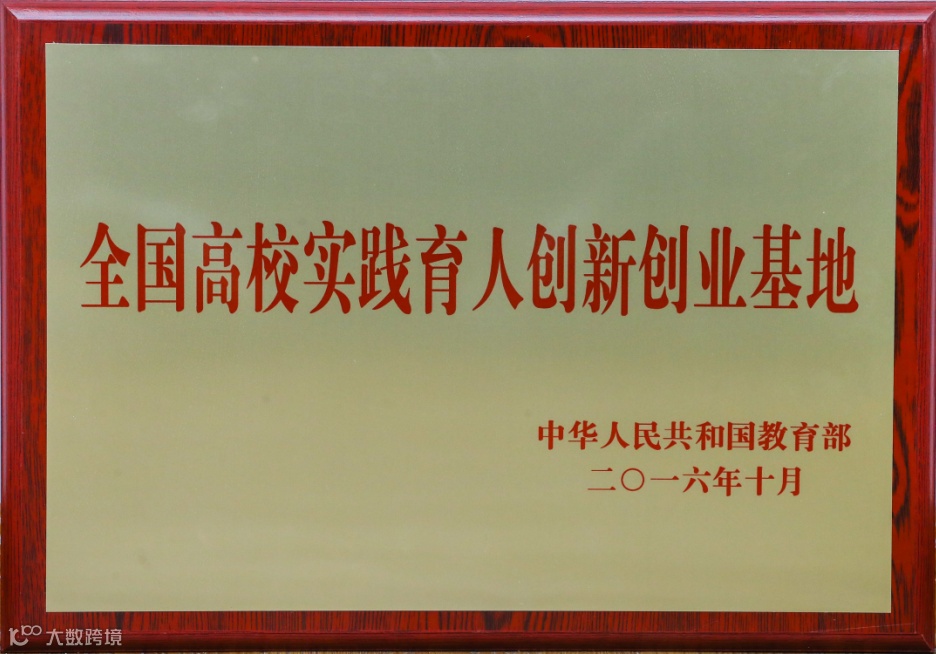 全国高校实践育人创新创业基地
中华人民共和国教育部
二〇一六年十月
大数跨境